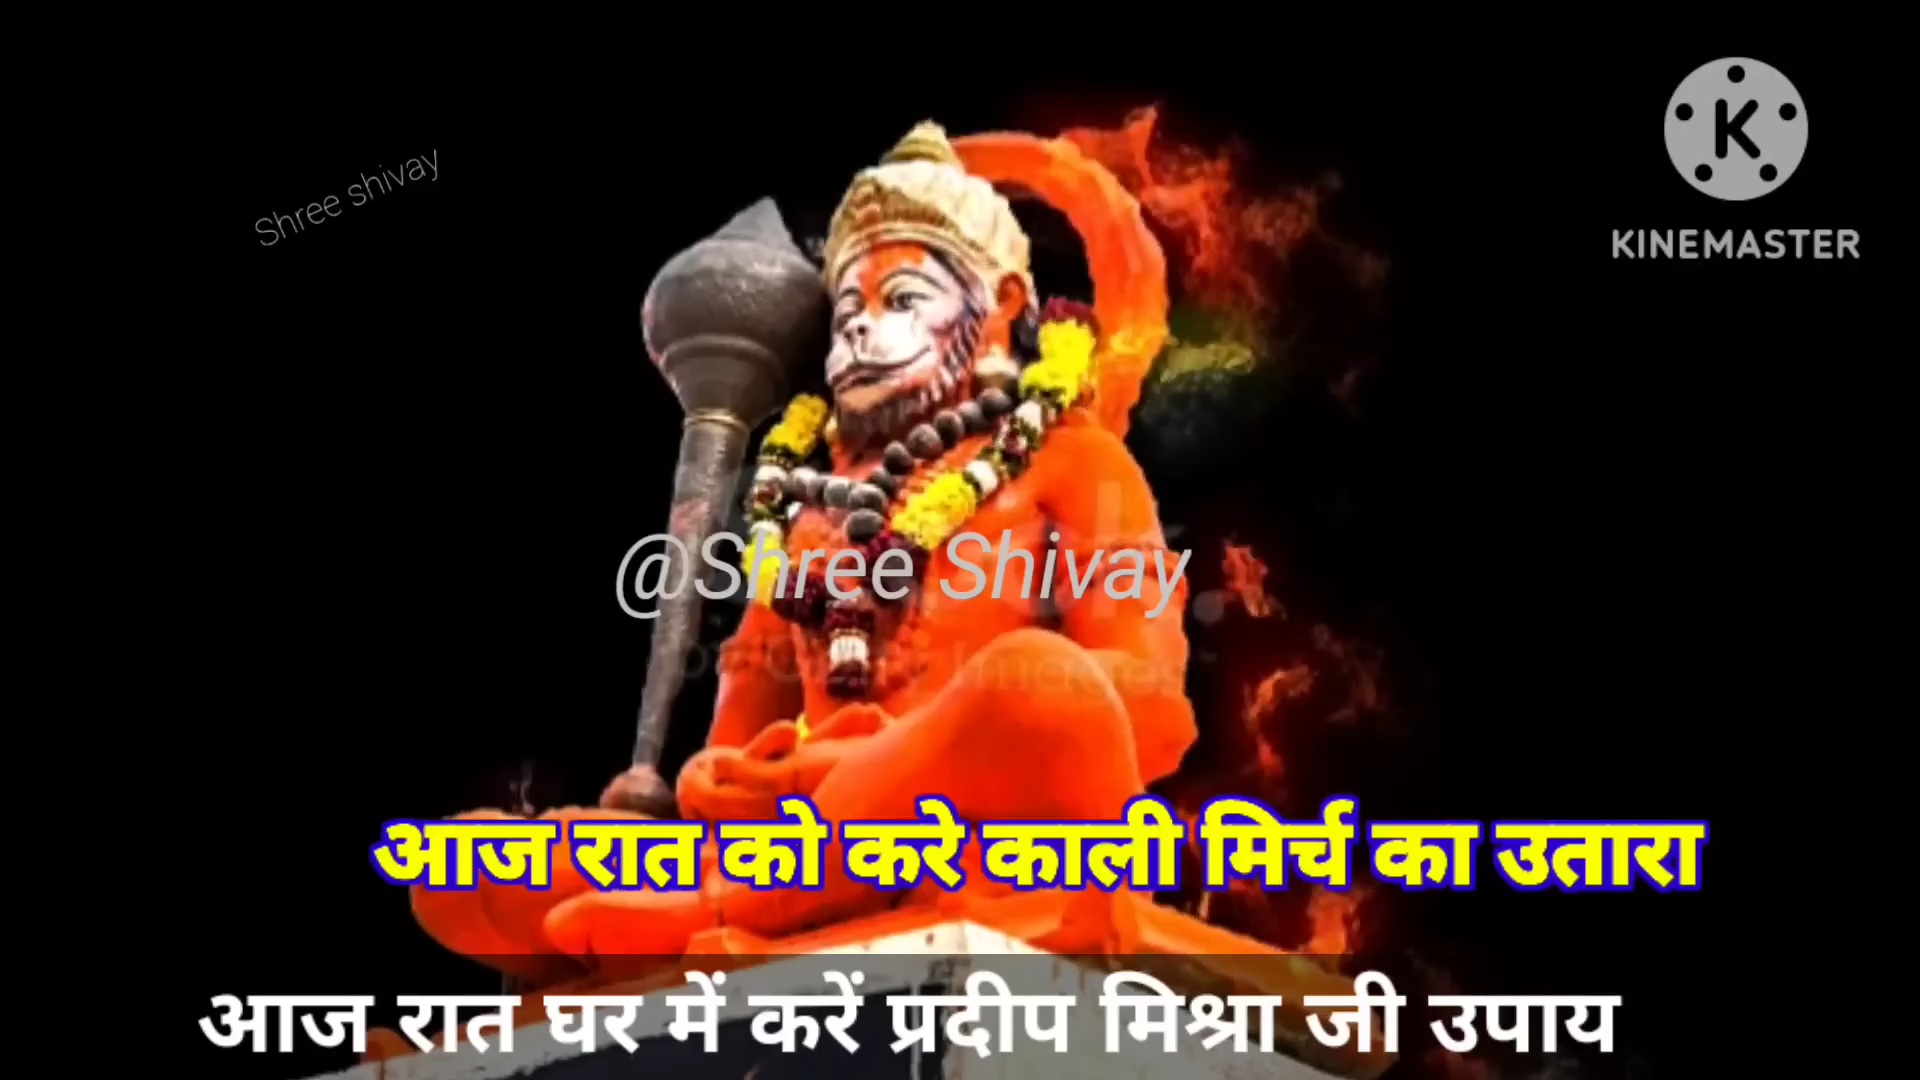 Shree shivay
KINEMASTER
@Shree Shivay
आज रात को करे काली मिर्च का उतारा
आज रात घर में करें प्रदीप मिश्रा जी उपाय